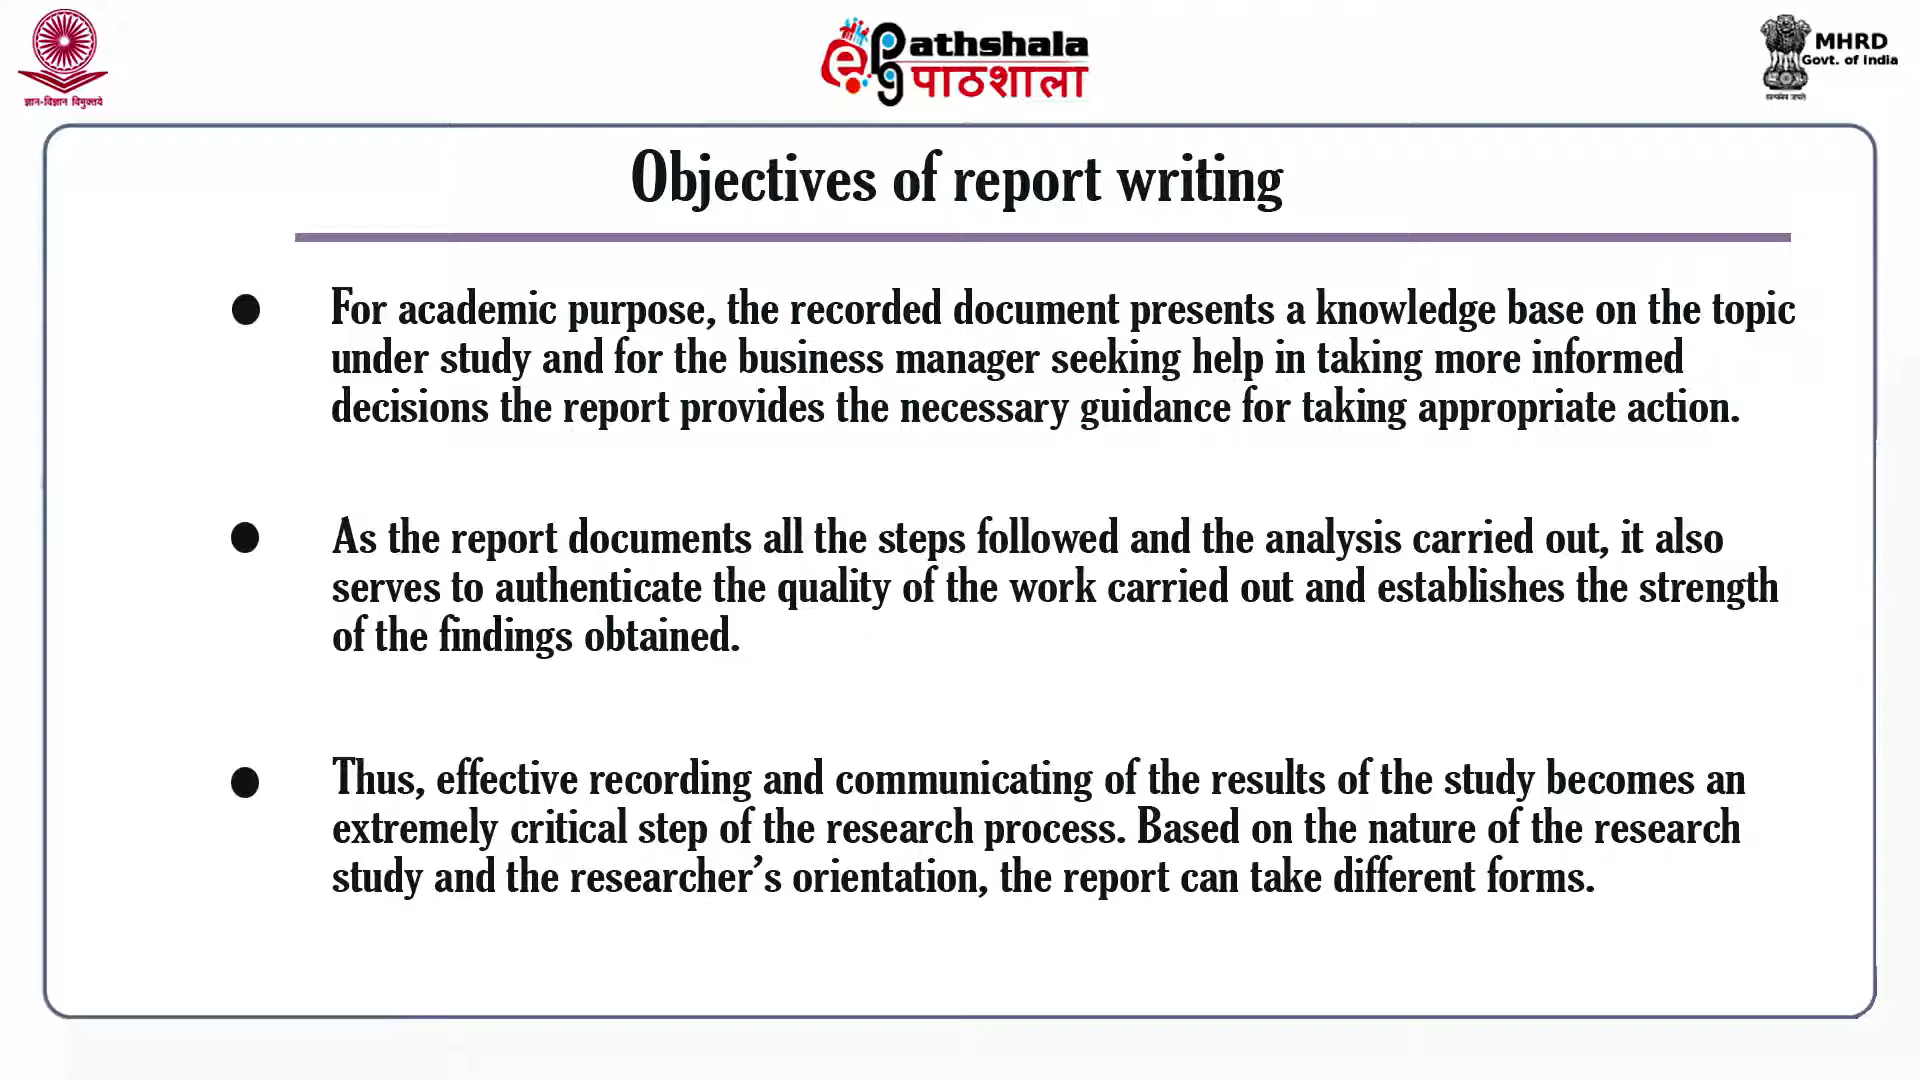 ज्ञान-विज्ञान विमुक्तये
epg Pathshala
पाठशाला
MHRD
Govt. of India
सत्यमेव जयते
Objectives of report writing
● For academic purpose, the recorded document presents a knowledge base on the topic
under study and for the business manager seeking help in taking more informed
decisions the report provides the necessary guidance for taking appropriate action.
● As the report documents all the steps followed and the analysis carried out, it also
serves to authenticate the quality of the work carried out and establishes the strength
of the findings obtained.
● Thus, effective recording and communicating of the results of the study becomes an
extremely critical step of the research process. Based on the nature of the research
study and the researcher’s orientation, the report can take different forms.